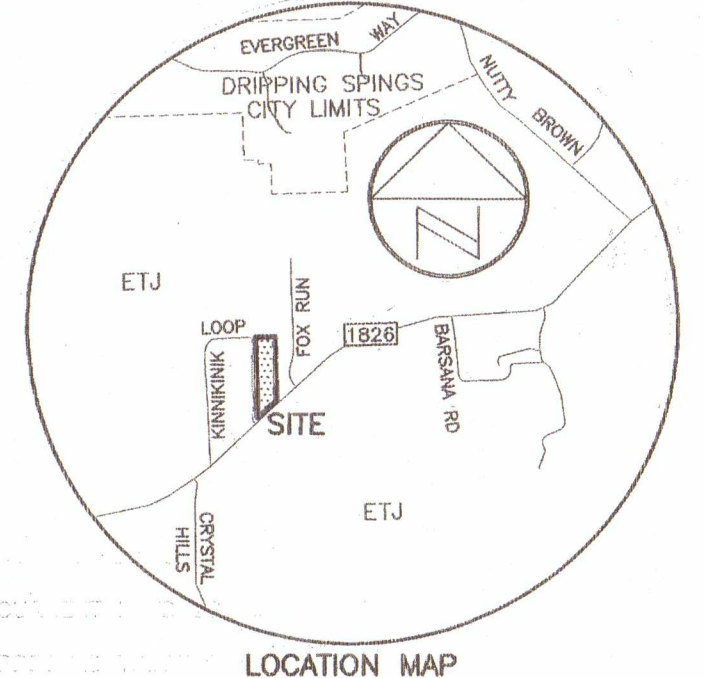 EVERGREEN WAY
DRIPPING SPINGS
CITY LIMITS
NUTTY BROWN
N
ETJ
LOOP
KINNIKINIK
FOX RUN
1826
BARSANA RD
SITE
ETJ
CRYSTAL
HILLS
LOCATION MAP